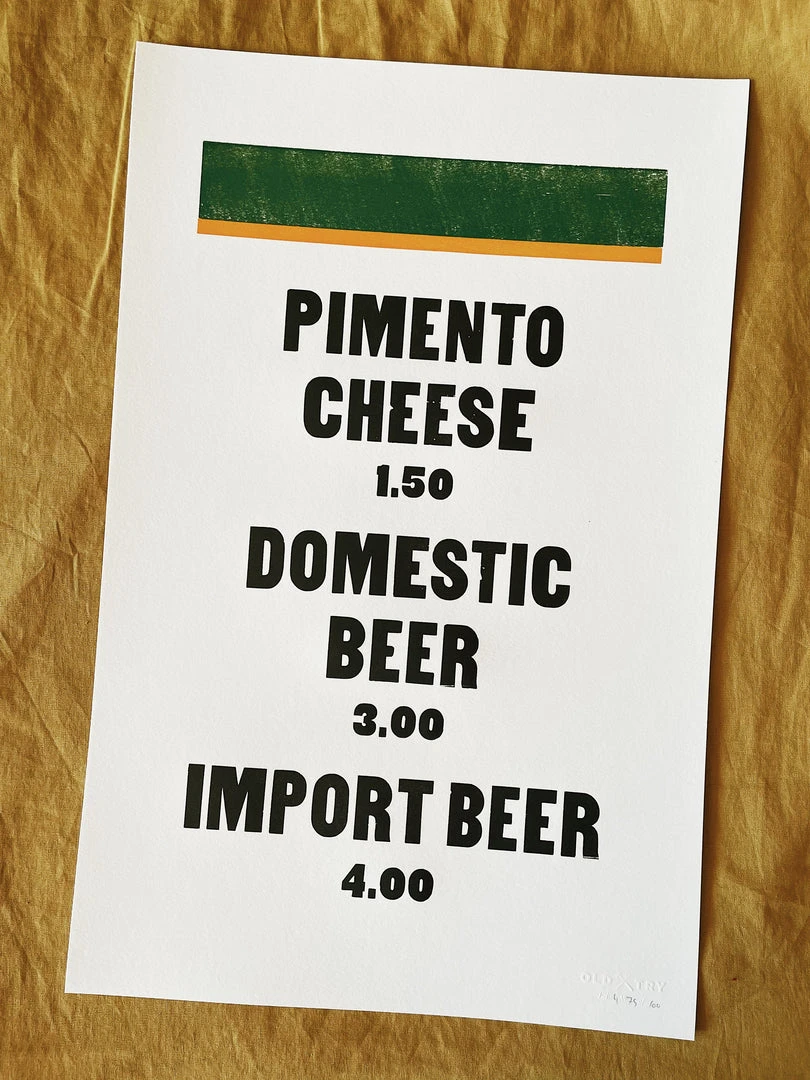 PIMENTO
CHEESE
1.50
DOMESTIC
BEER
3.00
IMPORT BEER
4.00
OLD TRY